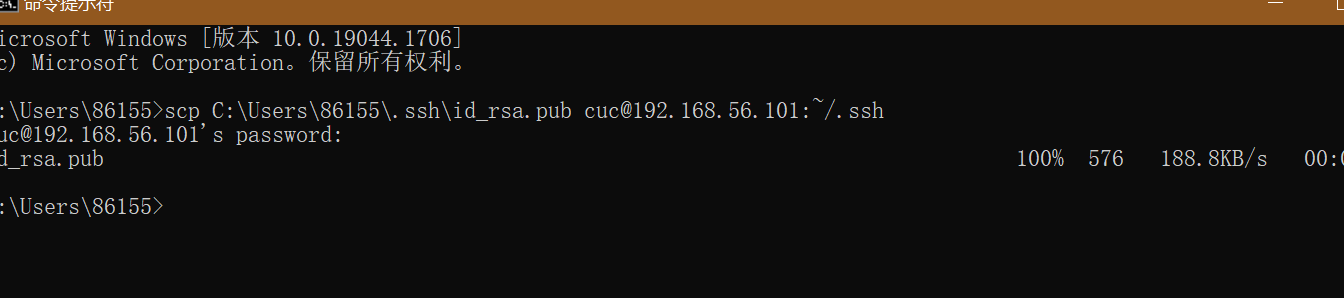 命令提示符
icrosoft Windows [版本 10.0.19044.1706]
c) Microsoft Corporation。保留所有权利。
:\Users\86155>scp C:\Users\86155\.ssh\id_rsa.pub cuc@192.168.56.101:~/.ssh
uc@192.168.56.101's password:
d_rsa.pub 100% 576 188.8KB/s 00:0
:\Users\86155>